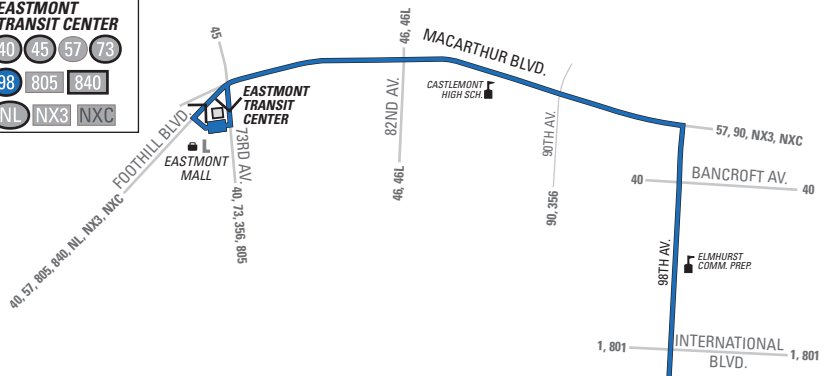 EASTMONT
TRANSIT CENTER
40 45 57 73
98 805 840
NL NX3 NXC
45
46, 46L
MACARTHUR BLVD.
CASTLEMONT
HIGH SCH.
EASTMONT
TRANSIT
CENTER
82ND AV.
90TH AV.
57, 90, NX3, NXC
FOOTHILL BLVD.
73RD AV.
L
EASTMONT
MALL
40
BANCROFT AV.
40
46, 46L
90, 356
40, 73, 356, 805
40, 57, 805, 840, NL, NX3, NXC
98TH AV.
ELMHURST
COMM. PREP.
1, 801
INTERNATIONAL
BLVD.
1, 801